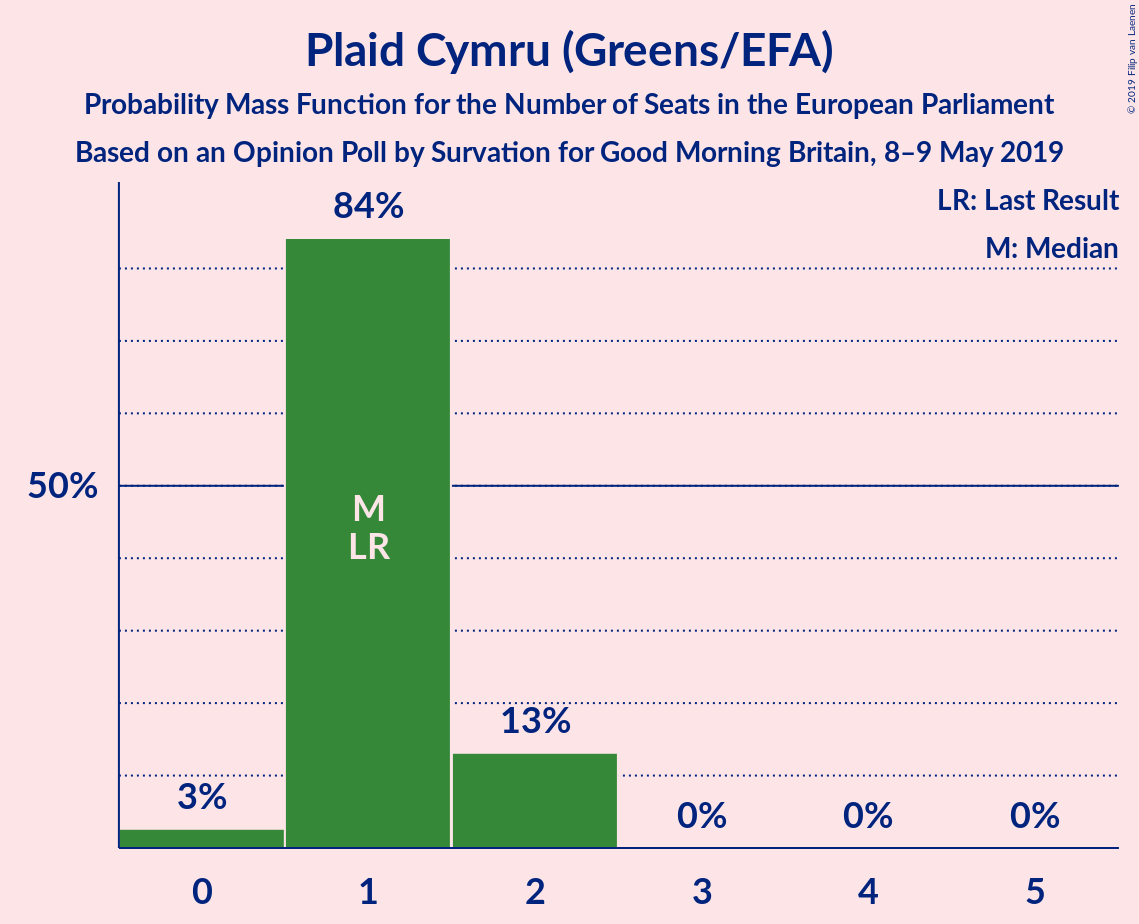 Plaid Cymru (Greens/EFA)
Probability Mass Function for the Number of Seats in the European Parliament
Based on an Opinion Poll by Survation for Good Morning Britain, 8–9 May 2019
© 2019 Filip van Laenen
LR: Last Result
M: Median
84%
50%
M
LR
13%
3%
0%
0%
0%
0
1
2
3
4
5